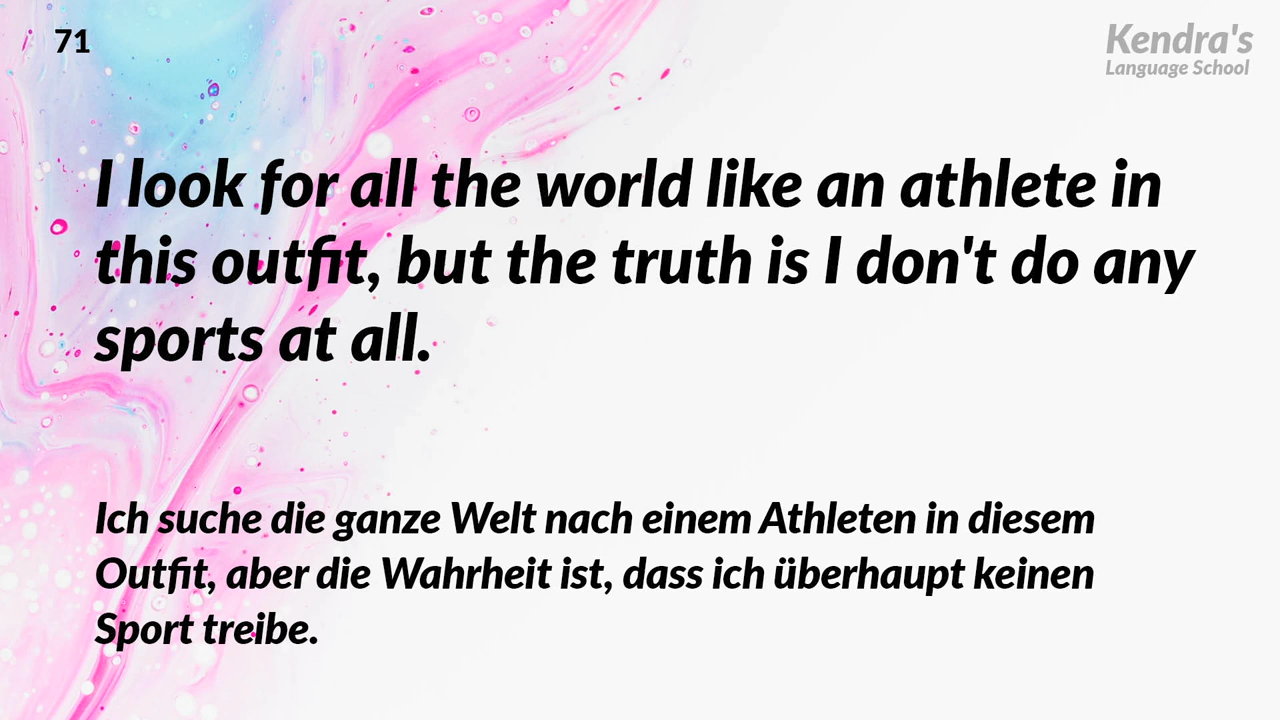 71
Kendra's
Language School
I look for all the world like an athlete in
this outfit, but the truth is I don't do any
sports at all.
Ich suche die ganze Welt nach einem Athleten in diesem
Outfit, aber die Wahrheit ist, dass ich überhaupt keinen
Sport treibe.